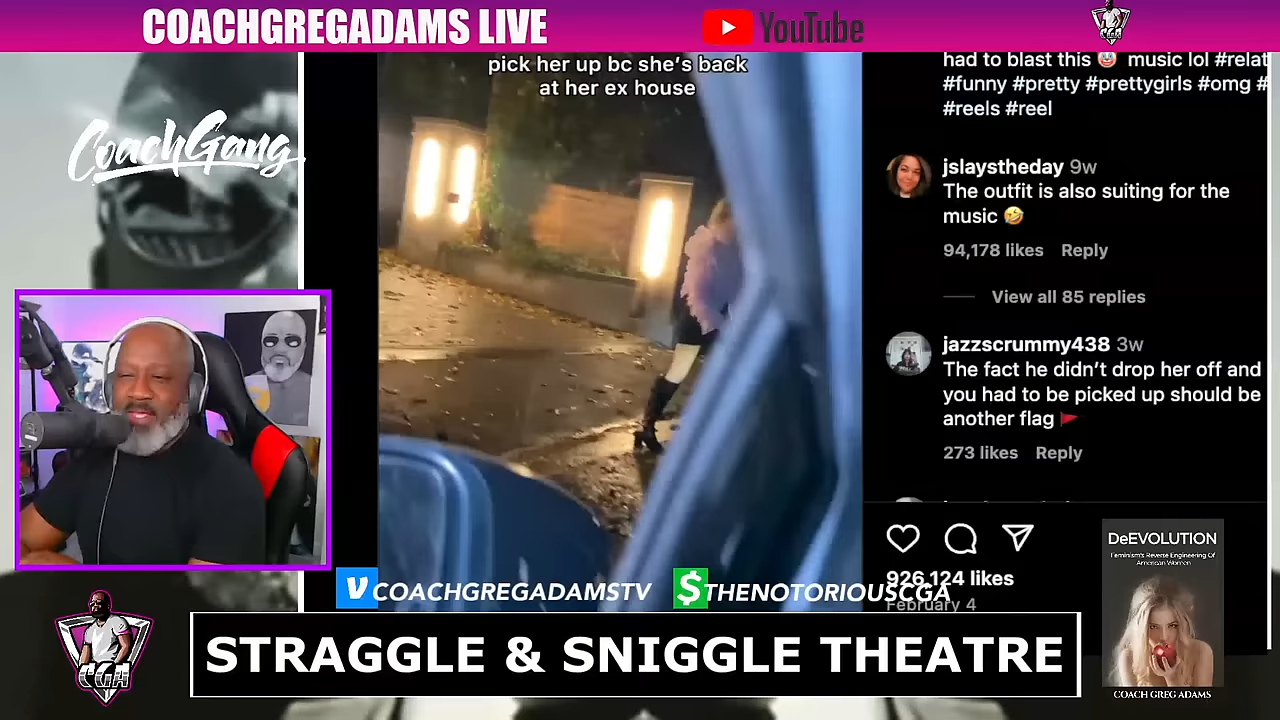 COACHGREGADAMS LIVE
YouTube
CGA
CoachGang
pick her up bc she's back
at her ex house
had to blast this 🤡 music lol #relat
#funny #pretty #prettygirls #omg #
#reels #reel
jslaystheday 9w
The outfit is also suiting for the
music 🤣
94,178 likes Reply
View all 85 replies
jazzscrummy438 3w
The fact he didn't drop her off and
you had to be picked up should be
another flag 🚩
273 likes Reply
926,124 likes
February 4
V COACHGREGADAMSTV
$ THENOTORIOUSCGA
STRAGGLE & SNIGGLE THEATRE
CGA
DeEVOLUTION
Feminism's Reverse Engineering Of
American Women
COACH GREG ADAMS